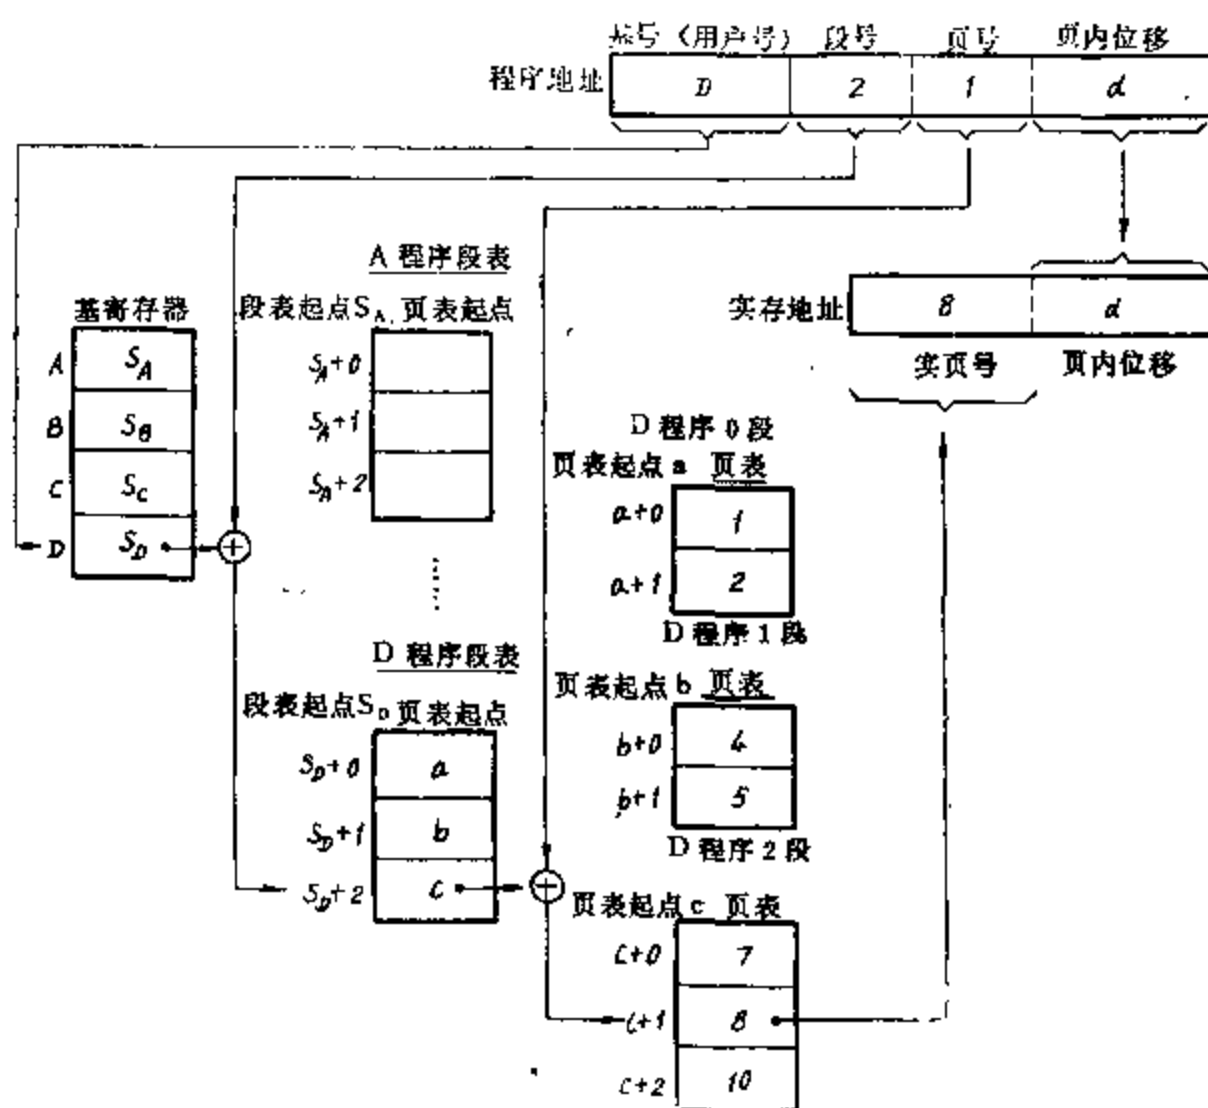 基号（用户号） 段号 页号 页内位移
程序地址 D 2 1 d
A 程序段表
基寄存器
段表起点S_A 页表起点
实存地址 8 d
实页号 页内位移
A S_A
S_A+0
B S_B
S_A+1
C S_C
S_A+2
D S_D
D 程序 0 段
页表起点 a 页表
a+0 1
a+1 2
……
D 程序段表
段表起点S_D 页表起点
S_D+0 a
S_D+1 b
S_D+2 c
D 程序 1 段
页表起点 b 页表
b+0 4
b+1 5
D 程序 2 段
页表起点 c 页表
c+0 7
c+1 8
c+2 10